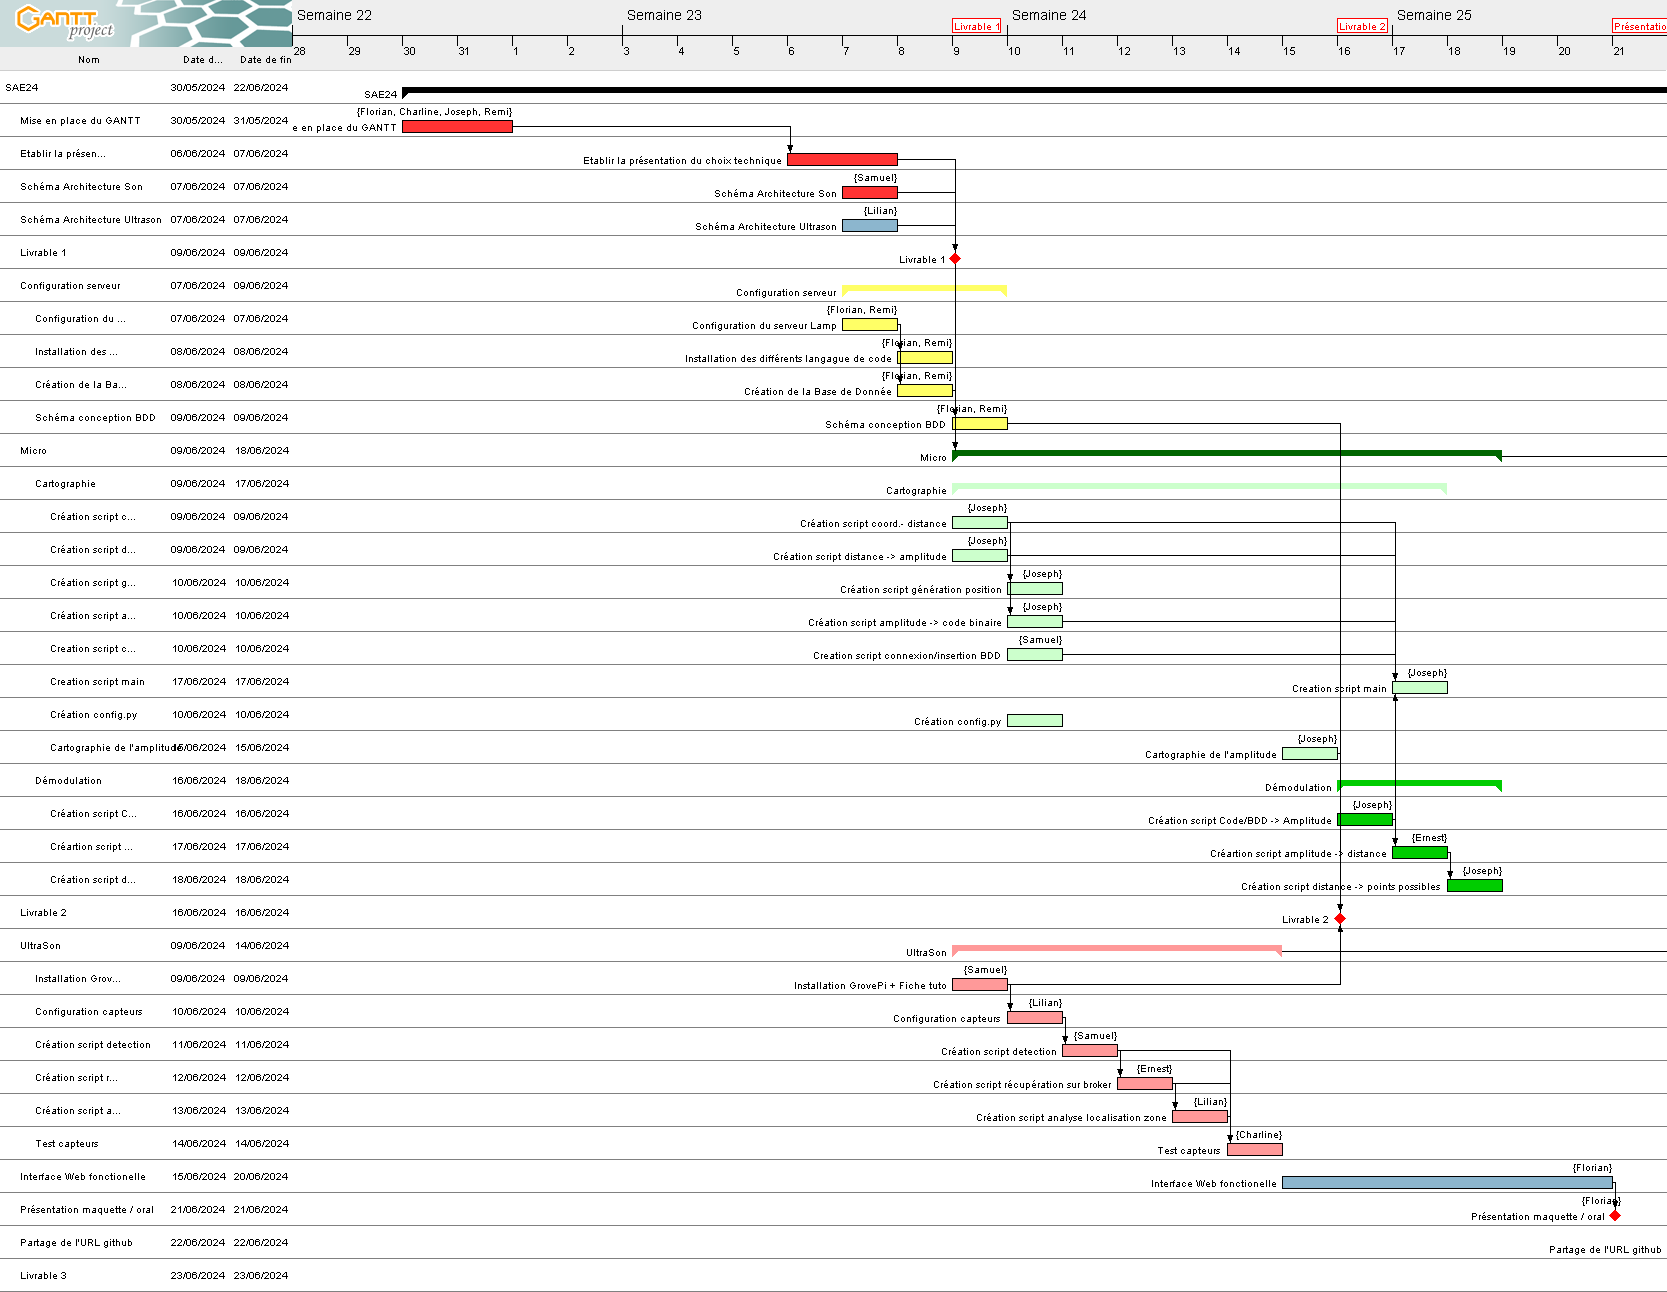 GANTT project
Semaine 22 Semaine 23 Semaine 24 Semaine 25
Livrable 1 Livrable 2 Présentatio
28 29 30 31 1 2 3 4 5 6 7 8 9 10 11 12 13 14 15 16 17 18 19 20 21
Nom Date d... Date de fin
SAE24 30/05/2024 22/06/2024 SAE24
{Florian, Charline, Joseph, Remi}
Mise en place du GANTT 30/05/2024 31/05/2024 e en place du GANTT
Etablir la présen... 06/06/2024 07/06/2024 Etablir la présentation du choix technique
{Samuel}
Schéma Architecture Son 07/06/2024 07/06/2024 Schéma Architecture Son
{Lilian}
Schéma Architecture Ultrason 07/06/2024 07/06/2024 Schéma Architecture Ultrason
Livrable 1 09/06/2024 09/06/2024 Livrable 1
Configuration serveur 07/06/2024 09/06/2024 Configuration serveur
{Florian, Remi}
Configuration du ... 07/06/2024 07/06/2024 Configuration du serveur Lamp
{Florian, Remi}
Installation des ... 08/06/2024 08/06/2024 Installation des différents langague de code
{Florian, Remi}
Création de la Ba... 08/06/2024 08/06/2024 Création de la Base de Donnée
{Florian, Remi}
Schéma conception BDD 09/06/2024 09/06/2024 Schéma conception BDD
Micro 09/06/2024 18/06/2024 Micro
Cartographie 09/06/2024 17/06/2024 Cartographie
{Joseph}
Création script c... 09/06/2024 09/06/2024 Création script coord.- distance
{Joseph}
Création script d... 09/06/2024 09/06/2024 Création script distance -> amplitude
{Joseph}
Création script g... 10/06/2024 10/06/2024 Création script génération position
{Joseph}
Création script a... 10/06/2024 10/06/2024 Création script amplitude -> code binaire
{Samuel}
Creation script c... 10/06/2024 10/06/2024 Creation script connexion/insertion BDD
{Joseph}
Creation script main 17/06/2024 17/06/2024 Creation script main
Création config.py 10/06/2024 10/06/2024 Création config.py
{Joseph}
Cartographie de l'amplitude 15/06/2024 15/06/2024 Cartographie de l'amplitude
Démodulation 16/06/2024 18/06/2024 Démodulation
{Joseph}
Création script C... 16/06/2024 16/06/2024 Création script Code/BDD -> Amplitude
{Ernest}
Créartion script ... 17/06/2024 17/06/2024 Créartion script amplitude -> distance
{Joseph}
Création script d... 18/06/2024 18/06/2024 Création script distance -> points possibles
Livrable 2 16/06/2024 16/06/2024 Livrable 2
UltraSon 09/06/2024 14/06/2024 UltraSon
{Samuel}
Installation Grov... 09/06/2024 09/06/2024 Installation GrovePi + Fiche tuto
{Lilian}
Configuration capteurs 10/06/2024 10/06/2024 Configuration capteurs
{Samuel}
Création script detection 11/06/2024 11/06/2024 Création script detection
{Ernest}
Création script r... 12/06/2024 12/06/2024 Création script récupération sur broker
{Lilian}
Création script a... 13/06/2024 13/06/2024 Création script analyse localisation zone
{Charline}
Test capteurs 14/06/2024 14/06/2024 Test capteurs
{Florian}
Interface Web fonctionelle 15/06/2024 20/06/2024 Interface Web fonctionelle
{Florian}
Présentation maquette / oral 21/06/2024 21/06/2024 Présentation maquette / oral
Partage de l'URL github 22/06/2024 22/06/2024 Partage de l'URL github
Livrable 3 23/06/2024 23/06/2024